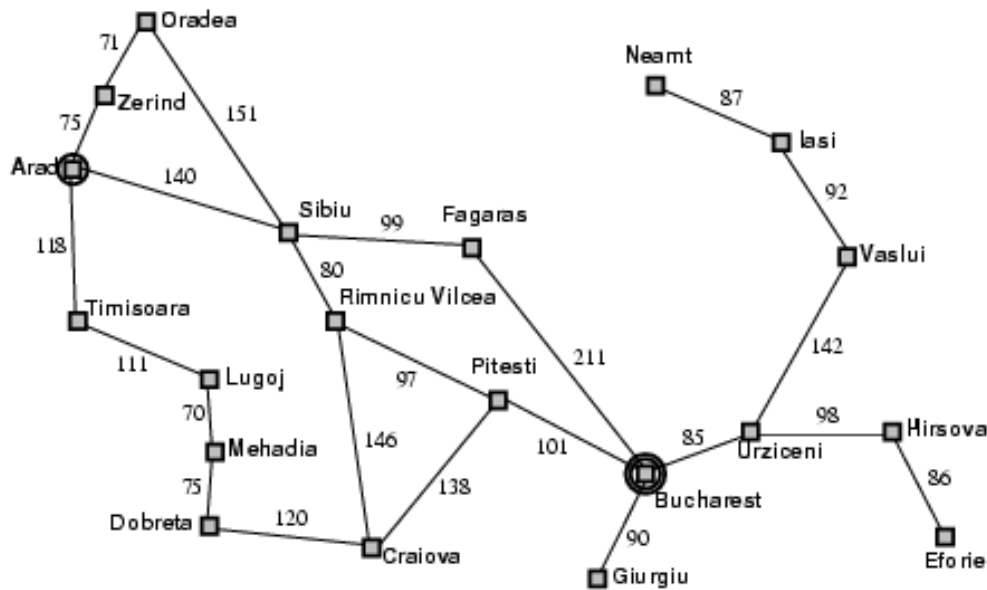 Oradea
71
Neamt
87
Zerind
75
151
Iasi
Arad
140
92
Sibiu
99
Fagaras
118
80
Vaslui
Timisoara
Rimnicu Vilcea
142
111
Lugoj
97
Pitesti
211
70
98
Hirsova
146
101
85
Mehadia
Urziceni
75
138
86
Bucharest
Dobreta
120
90
Craiova
Eforie
Giurgiu